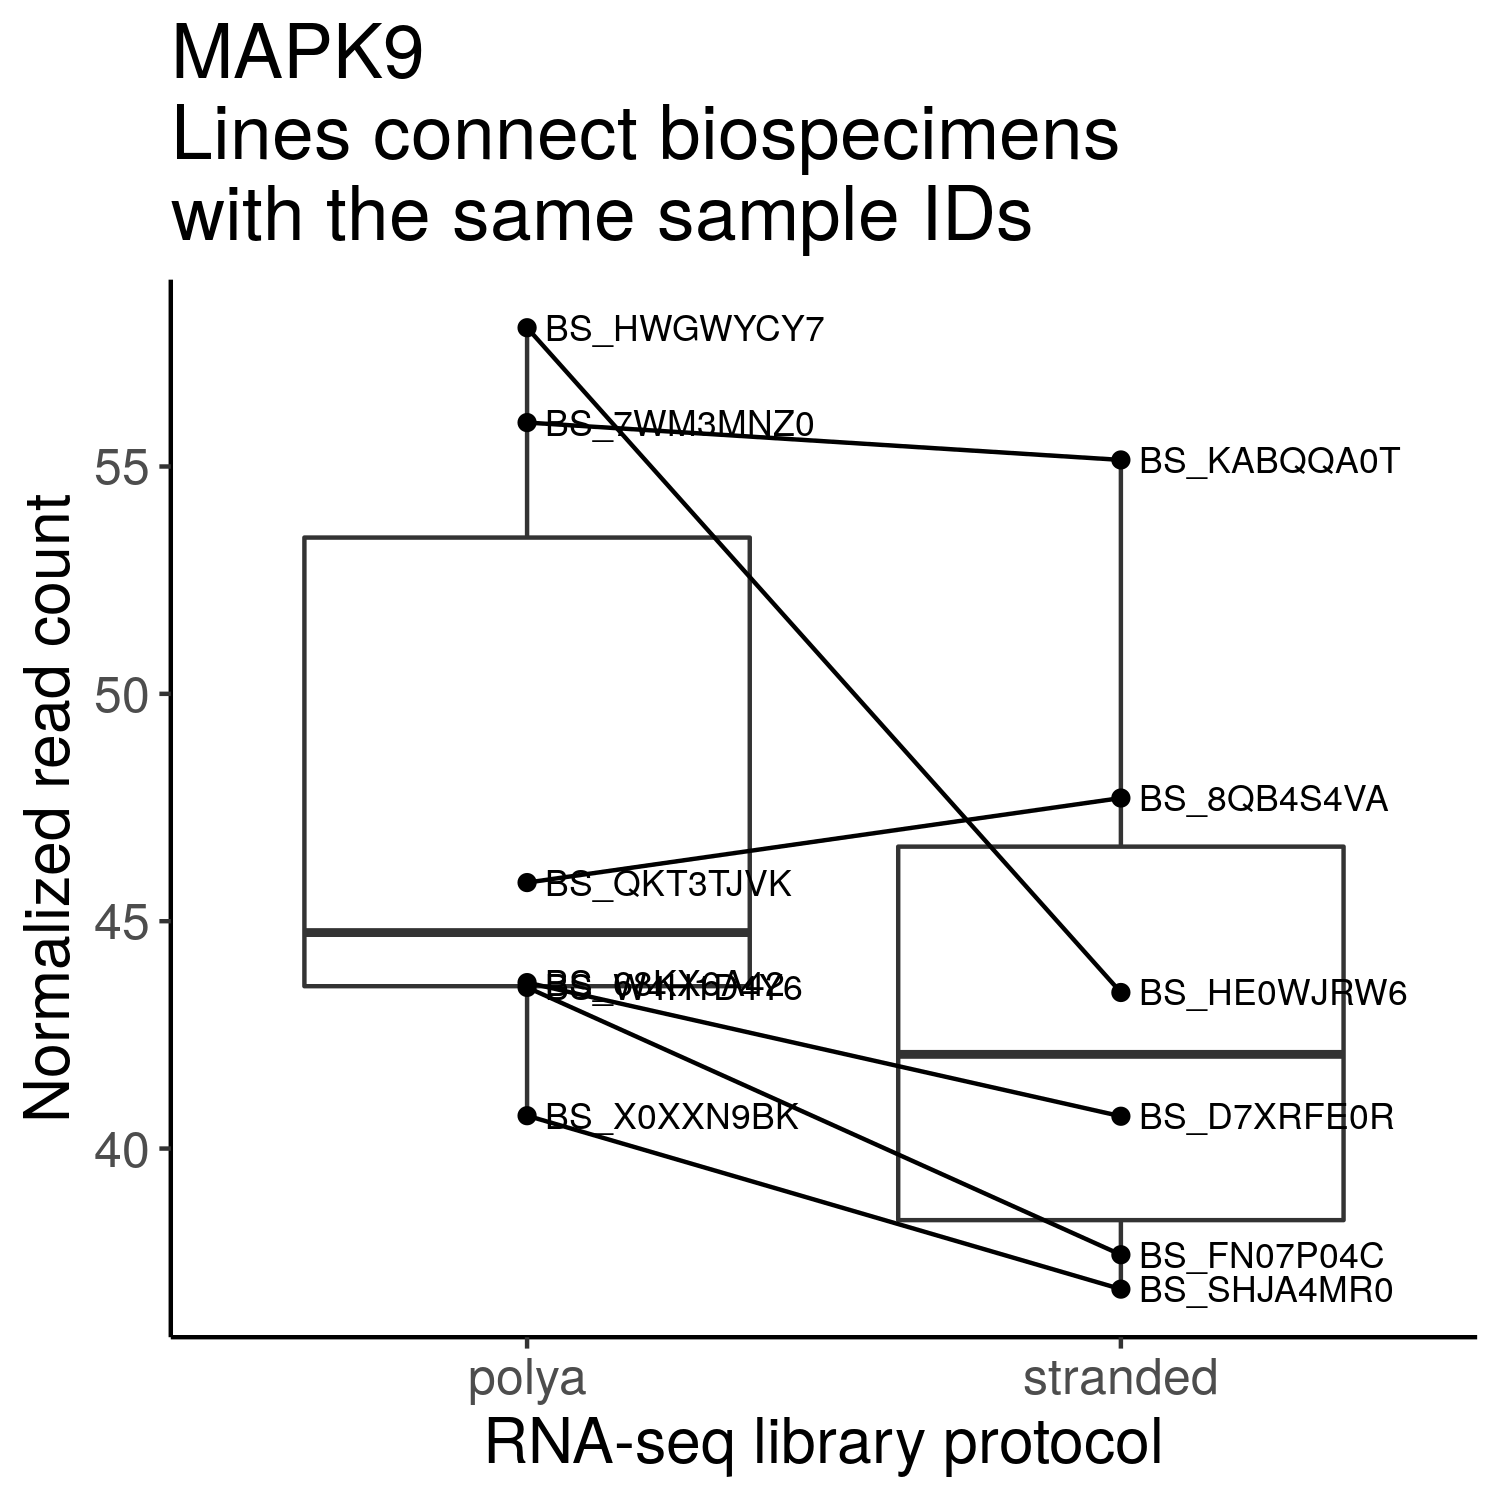 MAPK9
Lines connect biospecimens
with the same sample IDs
Normalized read count
55
50
45
40
BS_HWGWYCY7
BS_7WM3MNZ0
BS_KABQQA0T
BS_8QB4S4VA
BS_QKT3TJVK
BS_HE0WJRW6
BS_X0XXN9BK
BS_D7XRFE0R
BS_FN07P04C
BS_SHJA4MR0
polya
stranded
RNA-seq library protocol